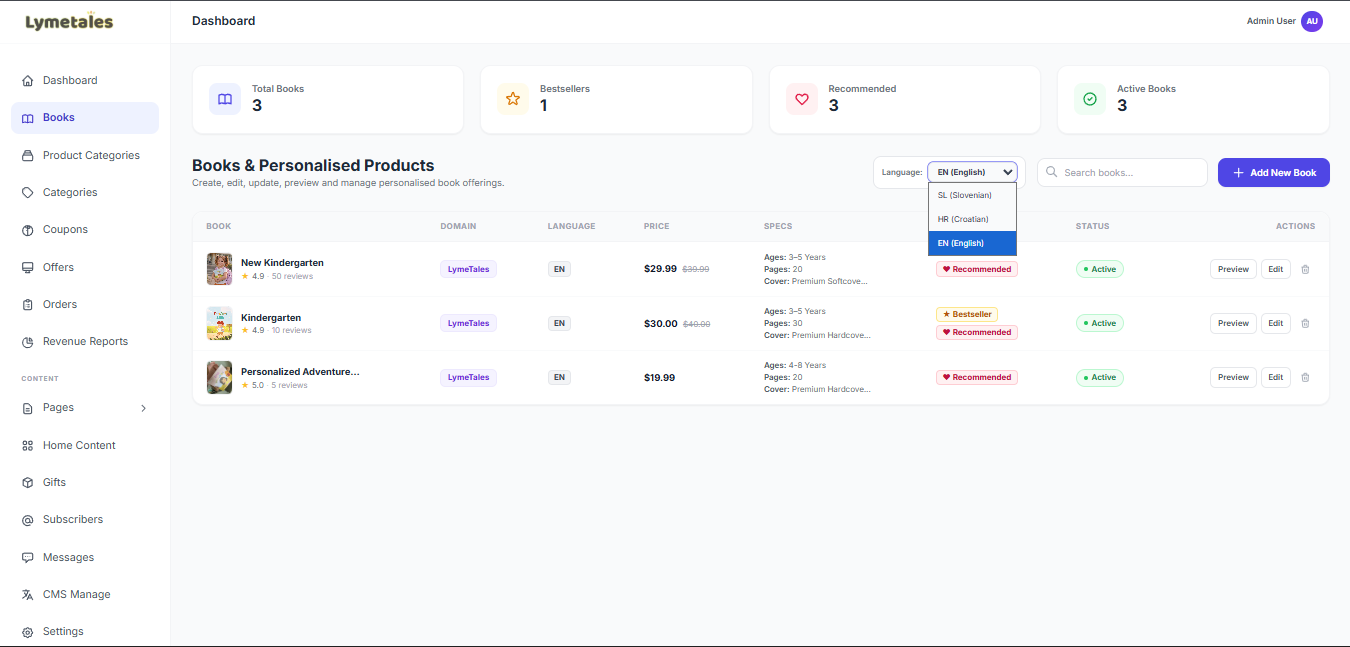 Lymetales
Dashboard
Admin User AU
Dashboard
Books
Product Categories
Categories
Coupons
Offers
Orders
Revenue Reports
CONTENT
Pages
Home Content
Gifts
Subscribers
Messages
CMS Manage
Settings
Total Books
3
Bestsellers
1
Recommended
3
Active Books
3
Books & Personalised Products
Create, edit, update, preview and manage personalised book offerings.
Language: EN (English)
SL (Slovenian)
HR (Croatian)
EN (English)
Search books...
+ Add New Book
BOOK DOMAIN LANGUAGE PRICE SPECS STATUS ACTIONS
New Kindergarten
★ 4.9 · 50 reviews
LymeTales
EN
$29.99 $39.99
Ages: 3–5 Years
Pages: 20
Cover: Premium Softcove...
♥ Recommended
Active
Preview Edit
Kindergarten
★ 4.9 · 10 reviews
LymeTales
EN
$30.00 $40.00
Ages: 3–5 Years
Pages: 30
Cover: Premium Hardcove...
★ Bestseller
♥ Recommended
Active
Preview Edit
Personalized Adventure...
★ 5.0 · 5 reviews
LymeTales
EN
$19.99
Ages: 4-8 Years
Pages: 20
Cover: Premium Hardcove...
♥ Recommended
Active
Preview Edit